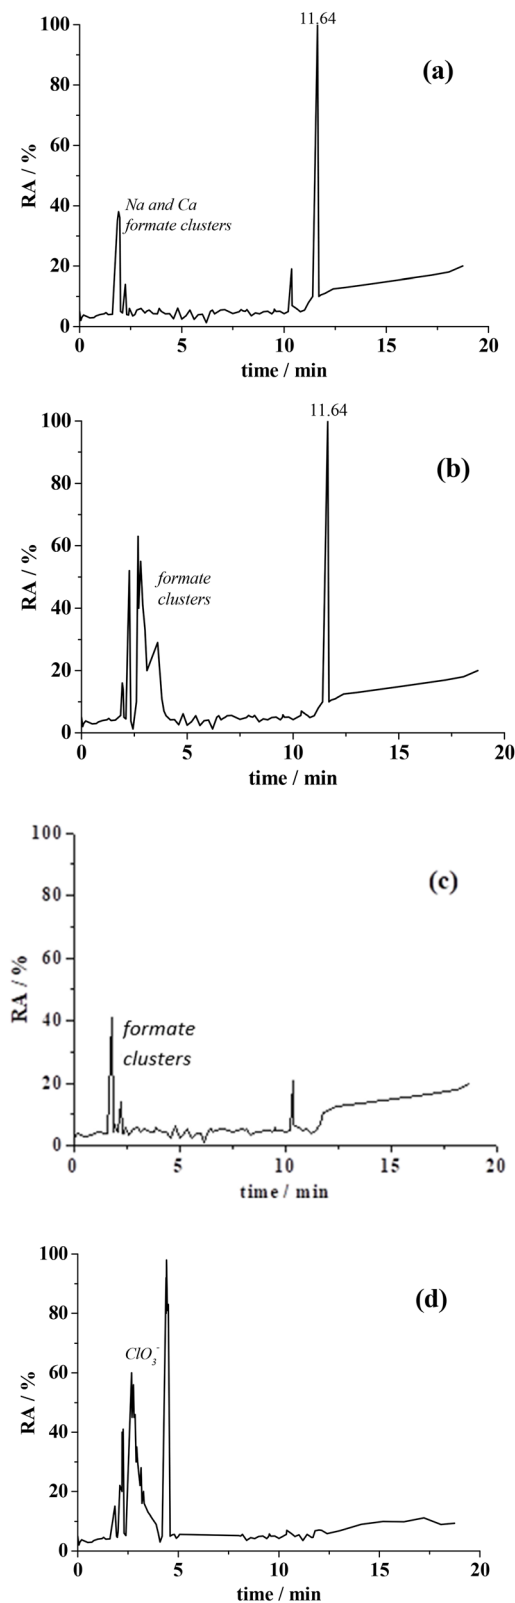 11.64
100
(a)
80
60
RA / %
Na and Ca
formate clusters
40
20
0
0 5 10 15 20
time / min
11.64
100
(b)
80
60
RA / %
formate
clusters
40
20
0
0 5 10 15 20
time / min
100
(c)
80
60
RA / %
formate
clusters
40
20
0
0 5 10 15 20
time / min
100
(d)
80
ClO3-
60
RA / %
40
20
0
0 5 10 15 20
time / min